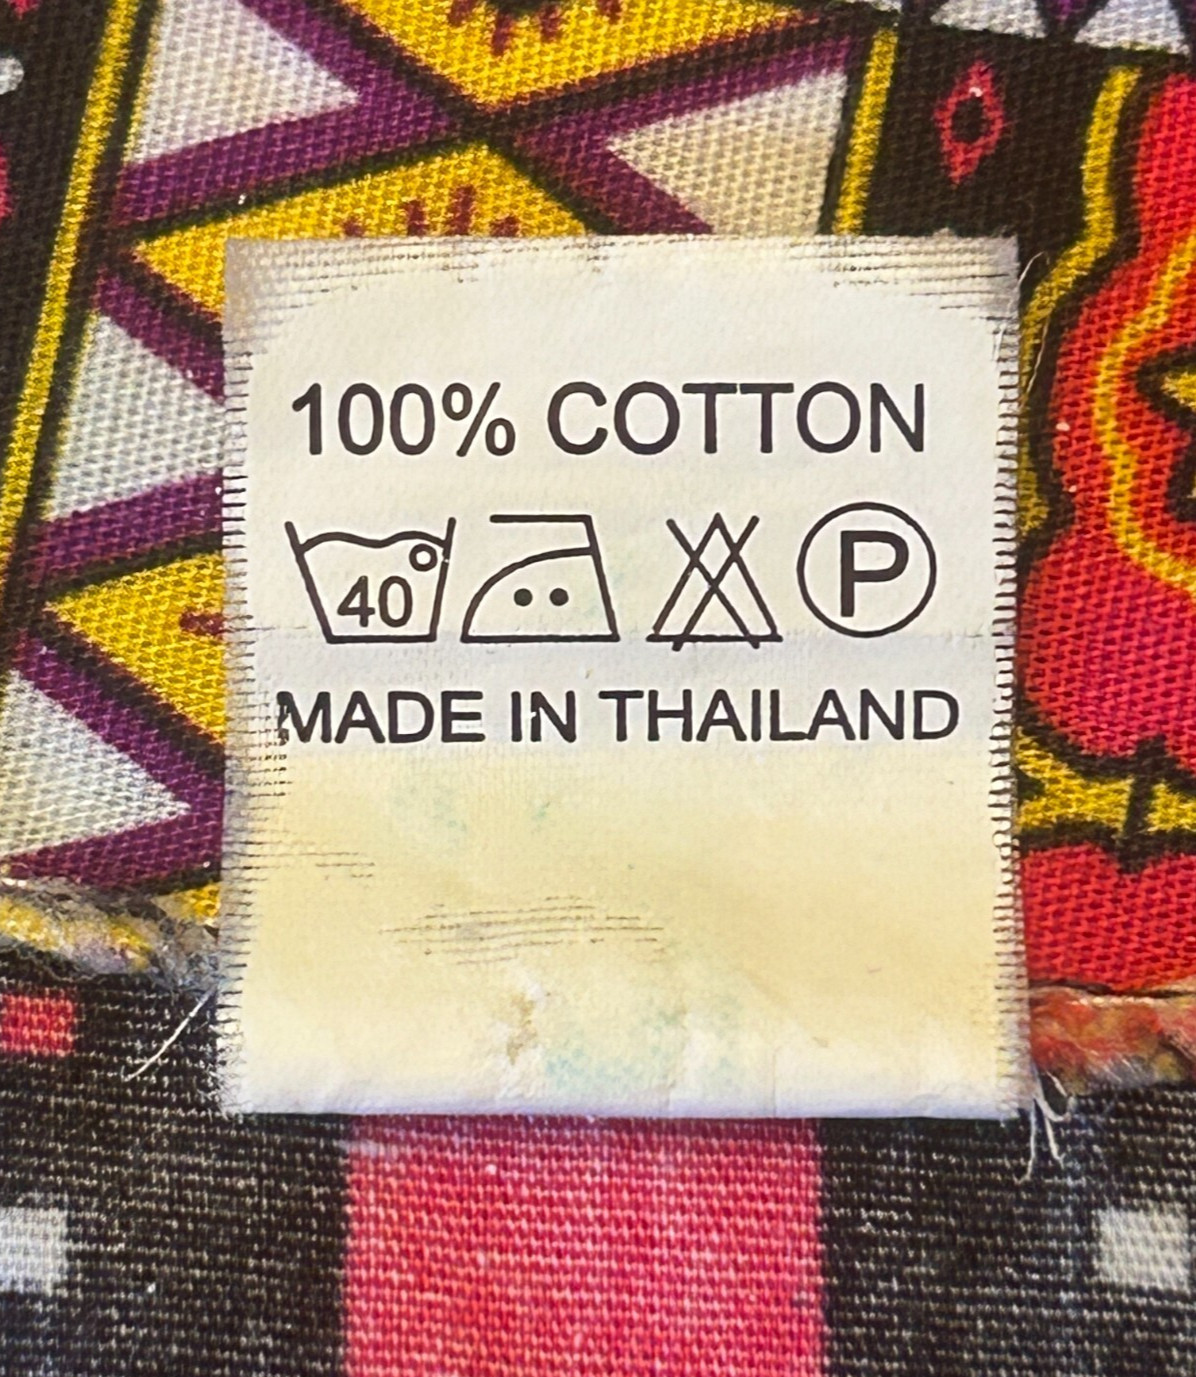 100% COTTON
40° P
MADE IN THAILAND